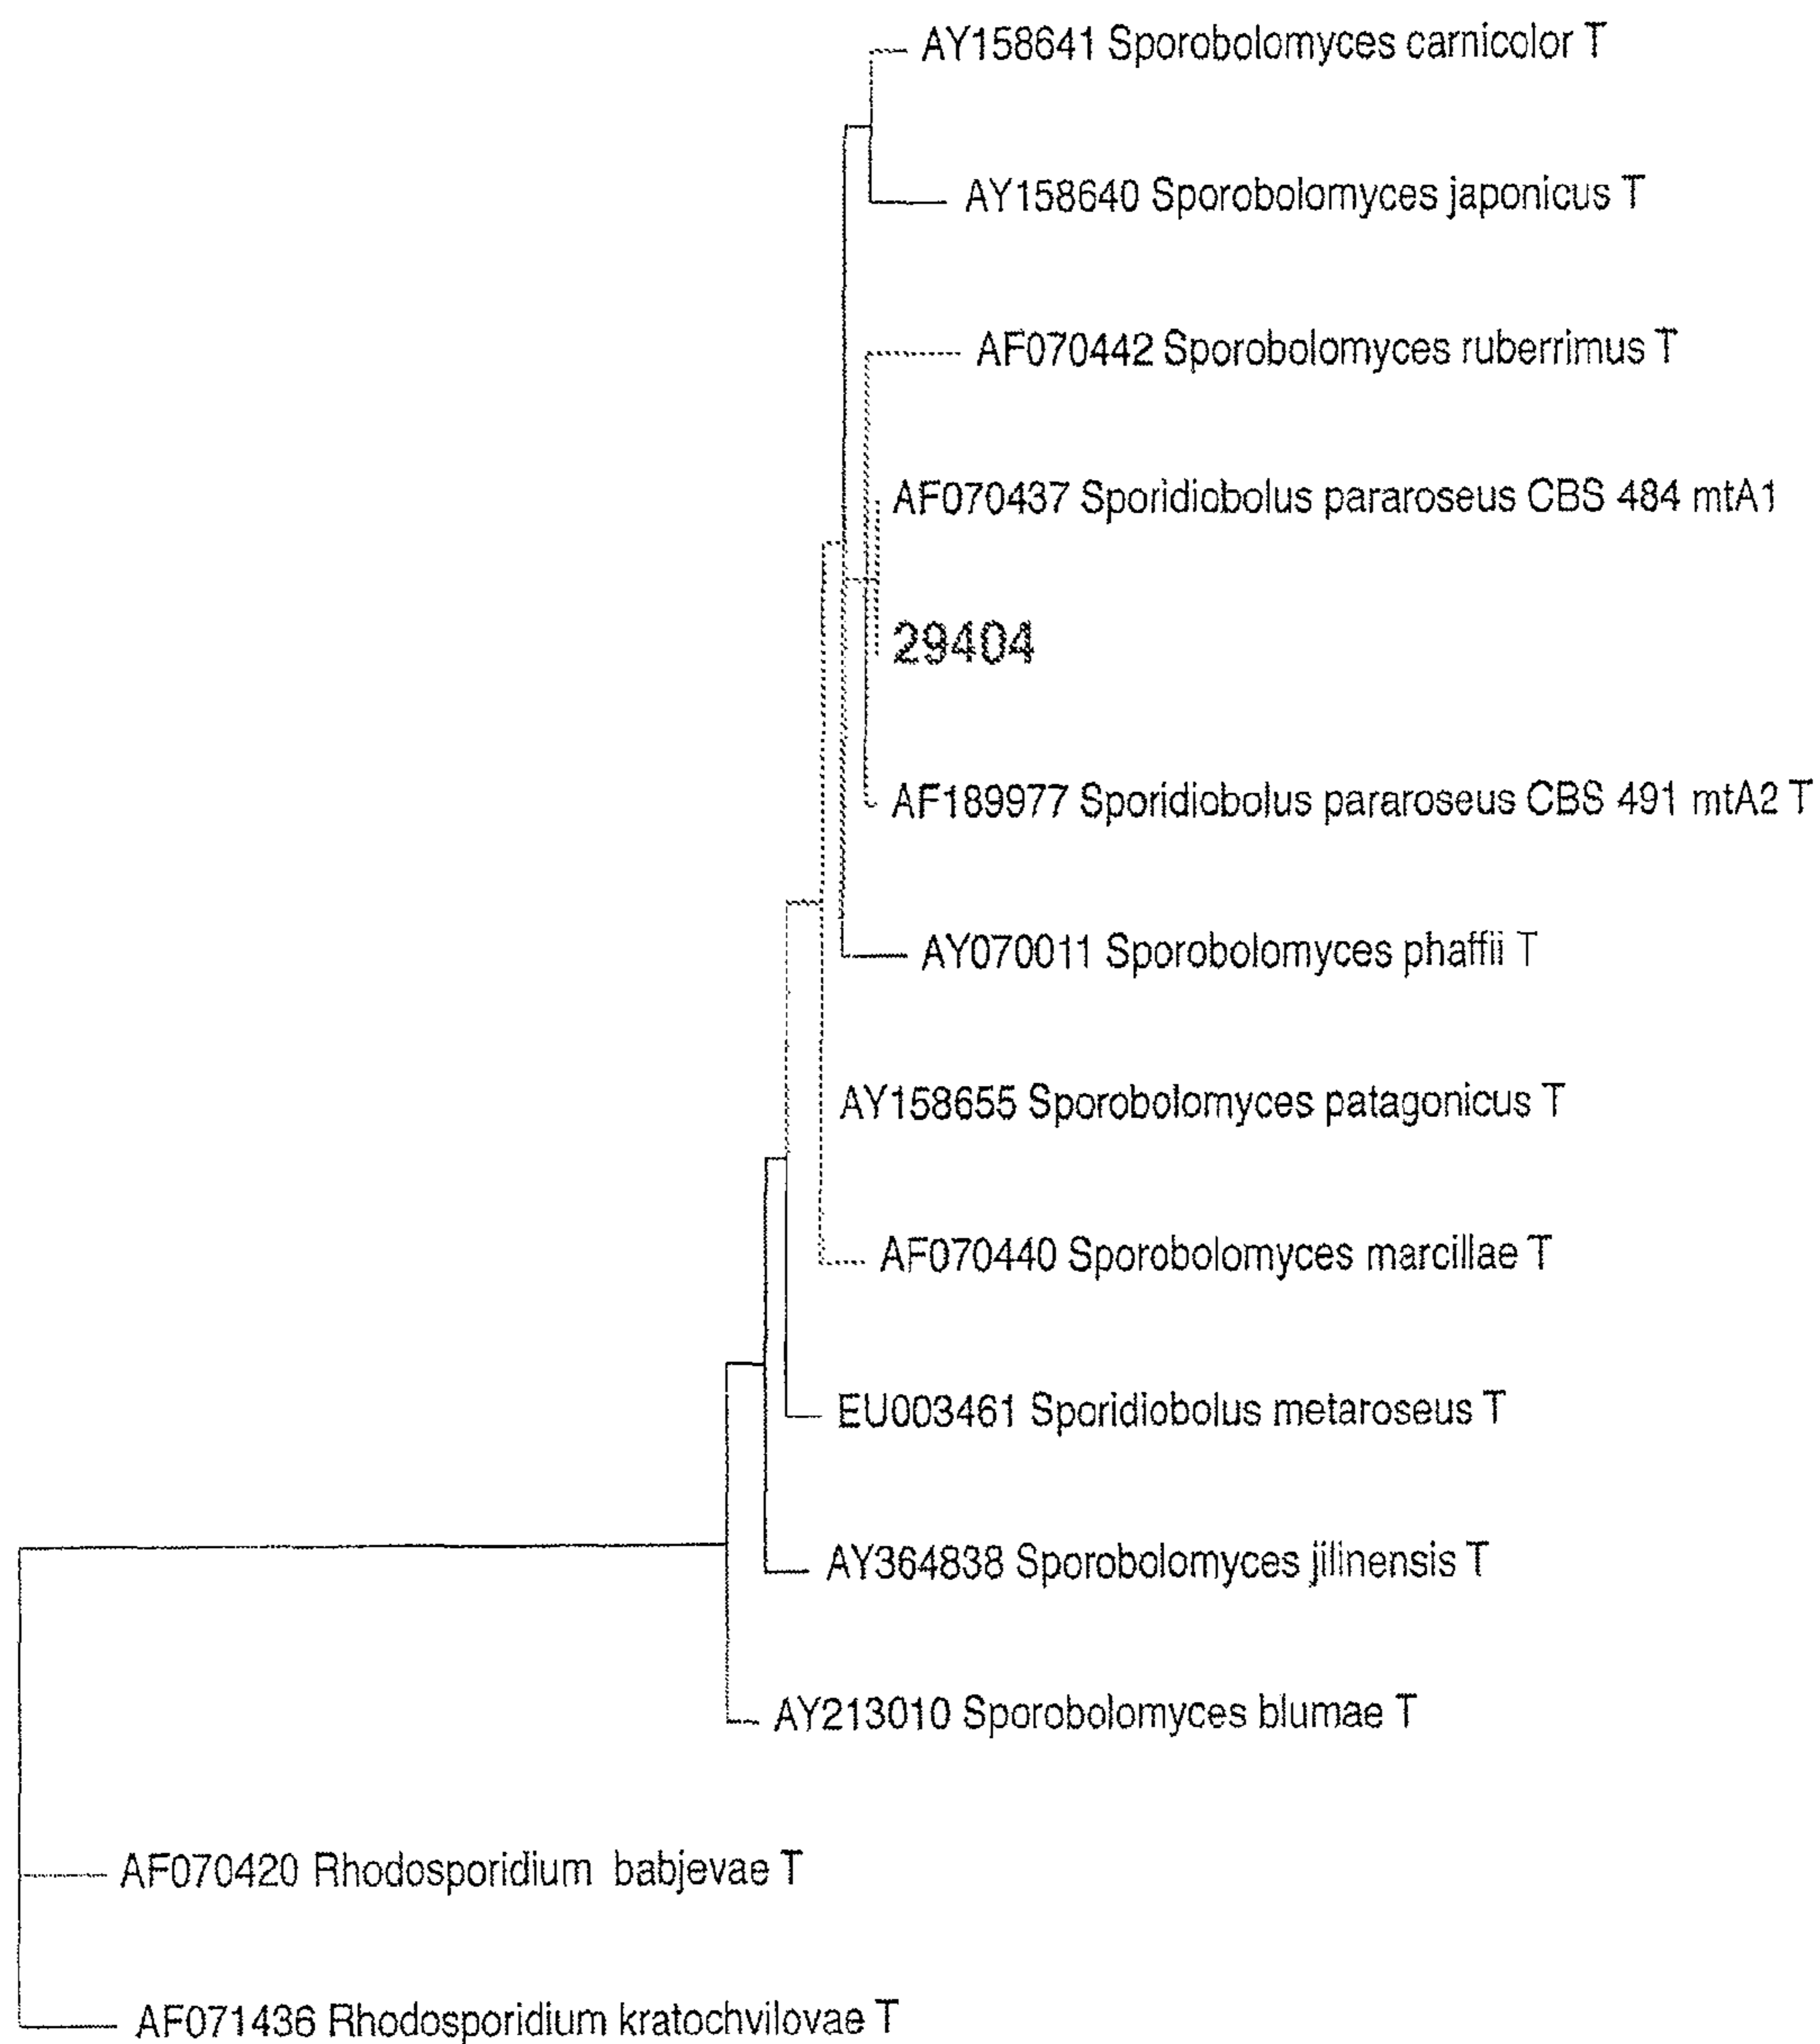 AY158641 Sporobolomyces carnicolor T
AY158640 Sporobolomyces japonicus T
AF070442 Sporobolomyces ruberrimus T
AF070437 Sporidiobolus pararoseus CBS 484 mtA1
29404
AF189977 Sporidiobolus pararoseus CBS 491 mtA2 T
AY070011 Sporobolomyces phaffii T
AY158655 Sporobolomyces patagonicus T
AF070440 Sporobolomyces marcillae T
EU003461 Sporidiobolus metaroseus T
AY364838 Sporobolomyces jilinensis T
AY213010 Sporobolomyces blumae T
AF070420 Rhodosporidium babjevae T
AF071436 Rhodosporidium kratochvilovae T